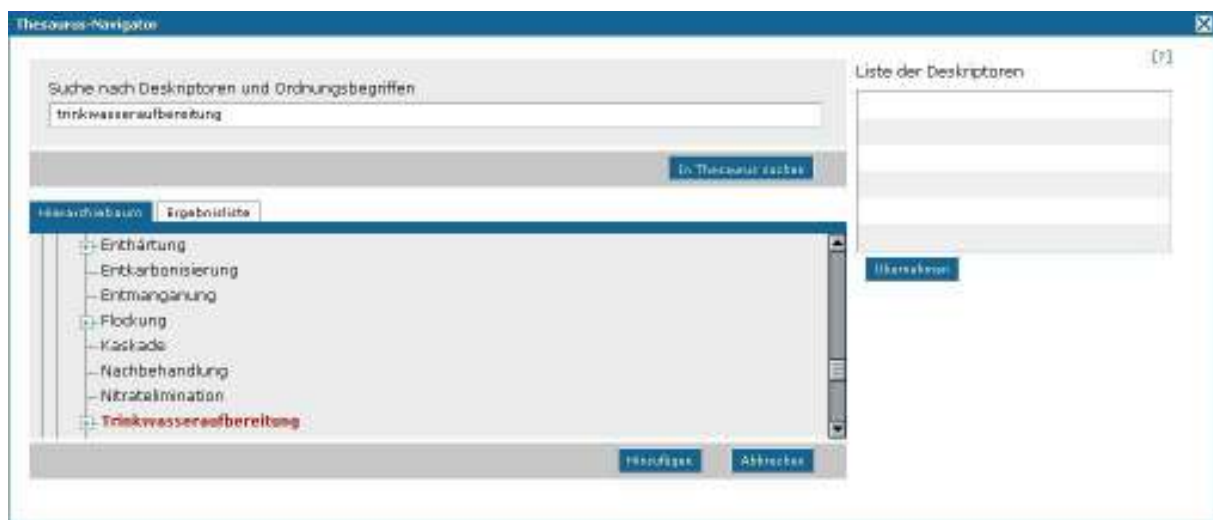 Thesaurus-Navigator
[?]
Suche nach Deskriptoren und Ordnungsbegriffen
trinkwasseraufbereitung
In Thesaurus suchen
Liste der Deskriptoren
Übernehmen
Hierarchiebaum
Ergebnisliste
Enthärtung
Entkarbonisierung
Entmanganung
Flockung
Kaskade
Nachbehandlung
Nitratelimination
Trinkwasseraufbereitung
Hinzufügen
Abbrechen